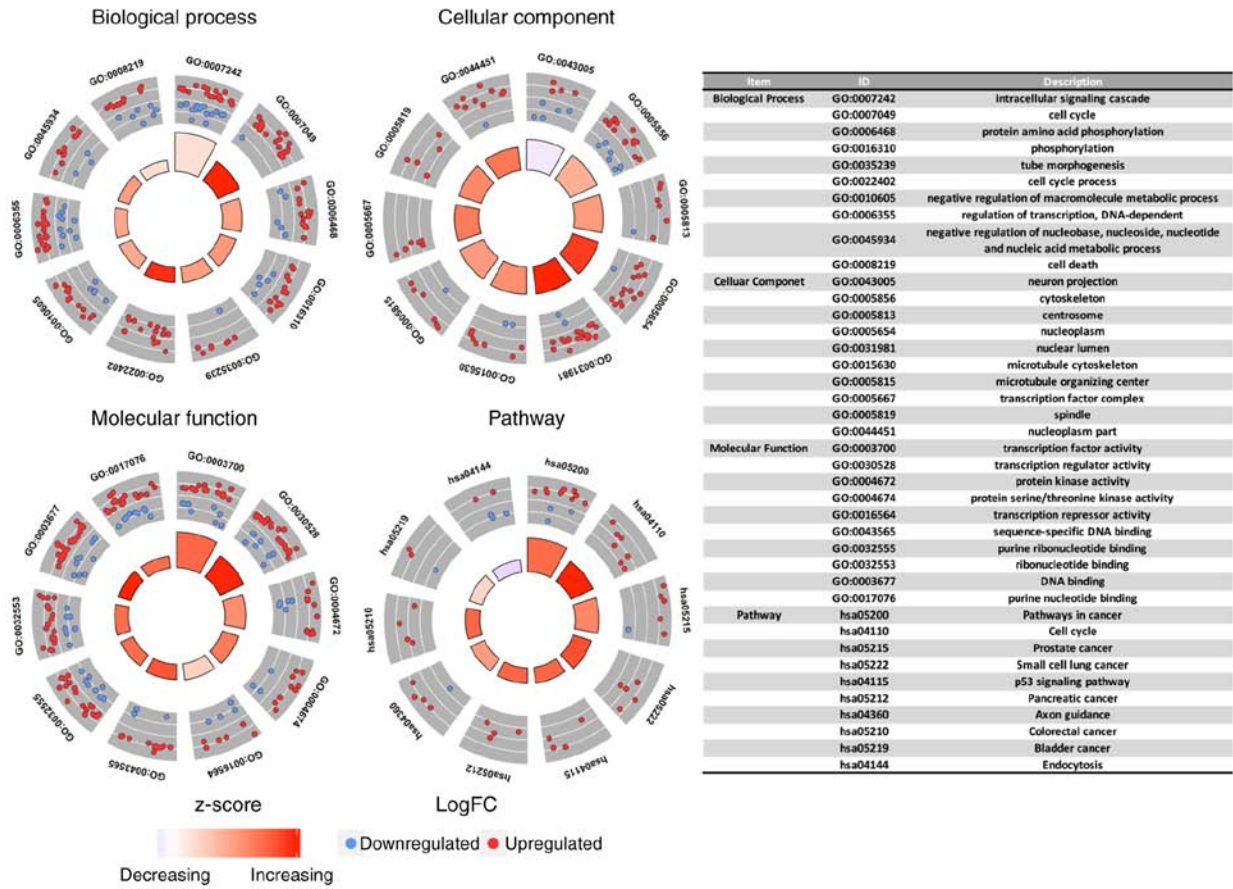 Biological process
GO:0007242
GO:0007049
GO:0006468
GO:0016310
GO:0035239
GO:0022402
GO:0010605
GO:0006355
GO:0045934
GO:0008219
Cellular component
GO:0043005
GO:0005856
GO:0005813
GO:0005654
GO:0031981
GO:0015630
GO:0005815
GO:0005667
GO:0005819
GO:0044451
Molecular function
GO:0003700
GO:0030528
GO:0004672
GO:0004674
GO:0016564
GO:0043565
GO:0032555
GO:0032553
GO:0003677
GO:0017076
Pathway
hsa05200
hsa04110
hsa05215
hsa05222
hsa04115
hsa05212
hsa04360
hsa05210
hsa05219
hsa04144
z-score
Decreasing Increasing
LogFC
Downregulated Upregulated
Item ID Description
Biological Process GO:0007242 intracellular signaling cascade
GO:0007049 cell cycle
GO:0006468 protein amino acid phosphorylation
GO:0016310 phosphorylation
GO:0035239 tube morphogenesis
GO:0022402 cell cycle process
GO:0010605 negative regulation of macromolecule metabolic process
GO:0006355 regulation of transcription, DNA-dependent
GO:0045934 negative regulation of nucleobase, nucleoside, nucleotide
and nucleic acid metabolic process
GO:0008219 cell death
Celluar Componet GO:0043005 neuron projection
GO:0005856 cytoskeleton
GO:0005813 centrosome
GO:0005654 nucleoplasm
GO:0031981 nuclear lumen
GO:0015630 microtubule cytoskeleton
GO:0005815 microtubule organizing center
GO:0005667 transcription factor complex
GO:0005819 spindle
GO:0044451 nucleoplasm part
Molecular Function GO:0003700 transcription factor activity
GO:0030528 transcription regulator activity
GO:0004672 protein kinase activity
GO:0004674 protein serine/threonine kinase activity
GO:0016564 transcription repressor activity
GO:0043565 sequence-specific DNA binding
GO:0032555 purine ribonucleotide binding
GO:0032553 ribonucleotide binding
GO:0003677 DNA binding
GO:0017076 purine nucleotide binding
Pathway hsa05200 Pathways in cancer
hsa04110 Cell cycle
hsa05215 Prostate cancer
hsa05222 Small cell lung cancer
hsa04115 p53 signaling pathway
hsa05212 Pancreatic cancer
hsa04360 Axon guidance
hsa05210 Colorectal cancer
hsa05219 Bladder cancer
hsa04144 Endocytosis